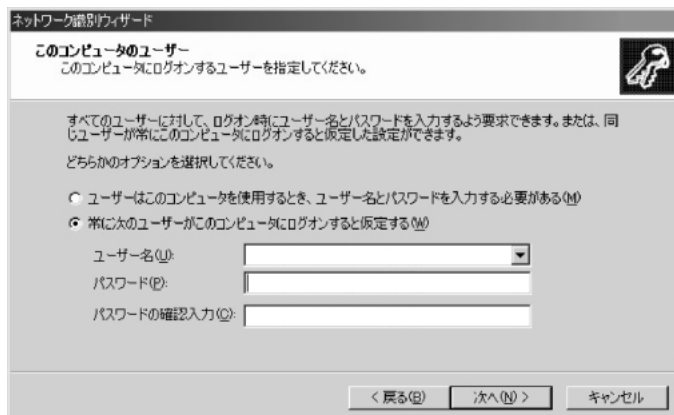 ネットワーク識別ウィザード
このコンピュータのユーザー
このコンピュータにログオンするユーザーを指定してください。
すべてのユーザーに対して、ログオン時にユーザー名とパスワードを入力するよう要求できます。または、同
じユーザーが常にこのコンピュータにログオンすると仮定した設定ができます。
どちらかのオプションを選択してください。
ユーザーはこのコンピュータを使用するとき、ユーザー名とパスワードを入力する必要がある(M)
常に次のユーザーがこのコンピュータにログオンすると仮定する(W)
ユーザー名(U):
パスワード(P):
パスワードの確認入力(C):
< 戻る(B) 次へ(N) > キャンセル